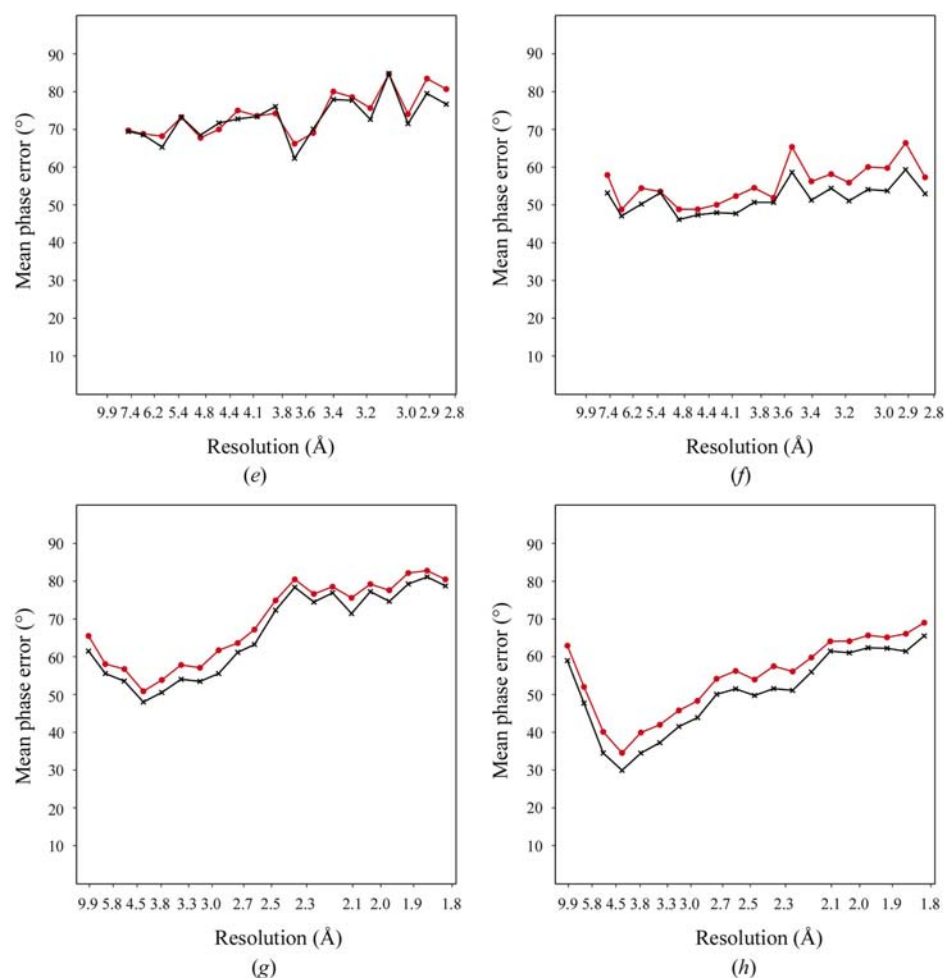 90
80
70
60
50
40
30
20
10
Mean phase error (°)
9.9 7.4 6.2 5.4 4.8 4.4 4.1 3.8 3.6 3.4 3.2 3.0 2.9 2.8
Resolution (Å)
(e)
90
80
70
60
50
40
30
20
10
Mean phase error (°)
9.9 7.4 6.2 5.4 4.8 4.4 4.1 3.8 3.6 3.4 3.2 3.0 2.9 2.8
Resolution (Å)
(f)
90
80
70
60
50
40
30
20
10
Mean phase error (°)
9.9 5.8 4.5 3.8 3.3 3.0 2.7 2.5 2.3 2.1 2.0 1.9 1.8
Resolution (Å)
(g)
90
80
70
60
50
40
30
20
10
Mean phase error (°)
9.9 5.8 4.5 3.8 3.3 3.0 2.7 2.5 2.3 2.1 2.0 1.9 1.8
Resolution (Å)
(h)